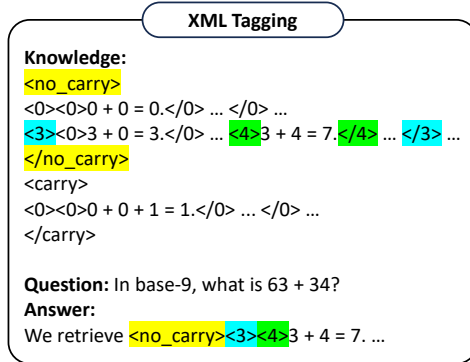 XML Tagging
Knowledge:
<no_carry>
<0><0>0 + 0 = 0.</0> ... </0> ...
<3><0>3 + 0 = 3.</0> ... <4>3 + 4 = 7.</4> ... </3> ...
</no_carry>
<carry>
<0><0>0 + 0 + 1 = 1.</0> ... </0> ...
</carry>
Question: In base-9, what is 63 + 34?
Answer:
We retrieve <no_carry><3><4>3 + 4 = 7. ...